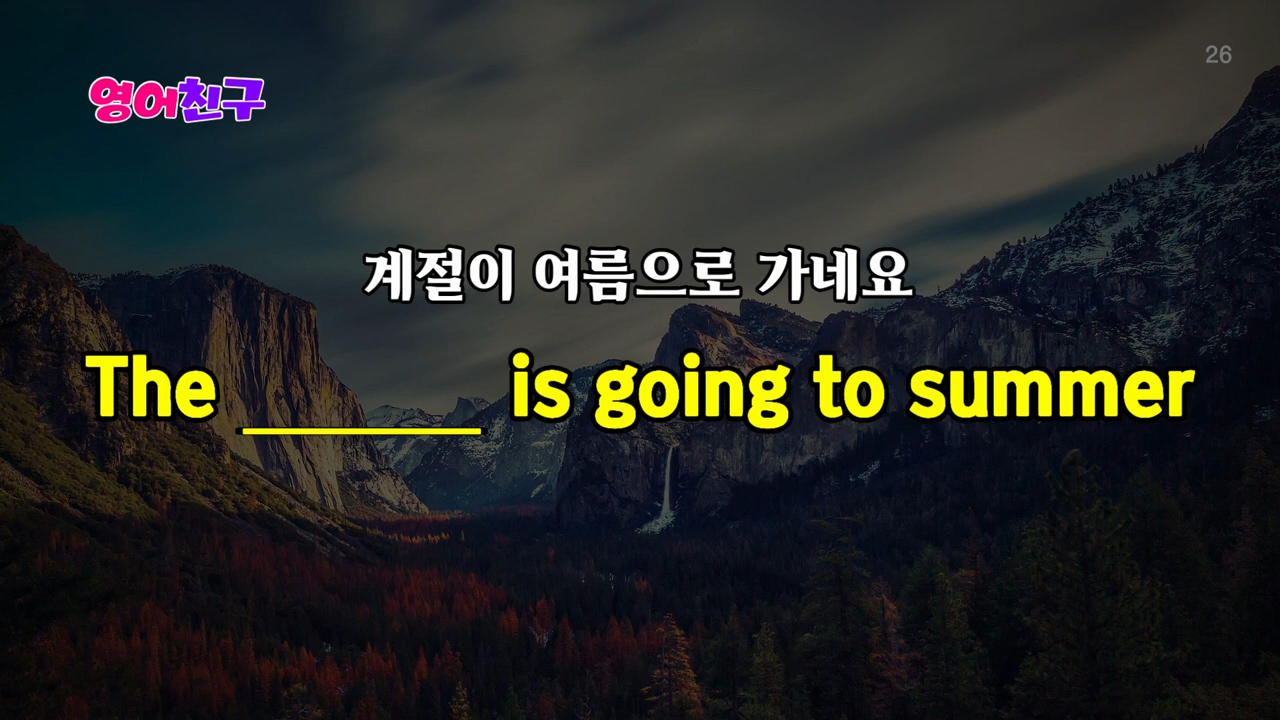 26
영어친구
계절이 여름으로 가네요
The ______ is going to summer